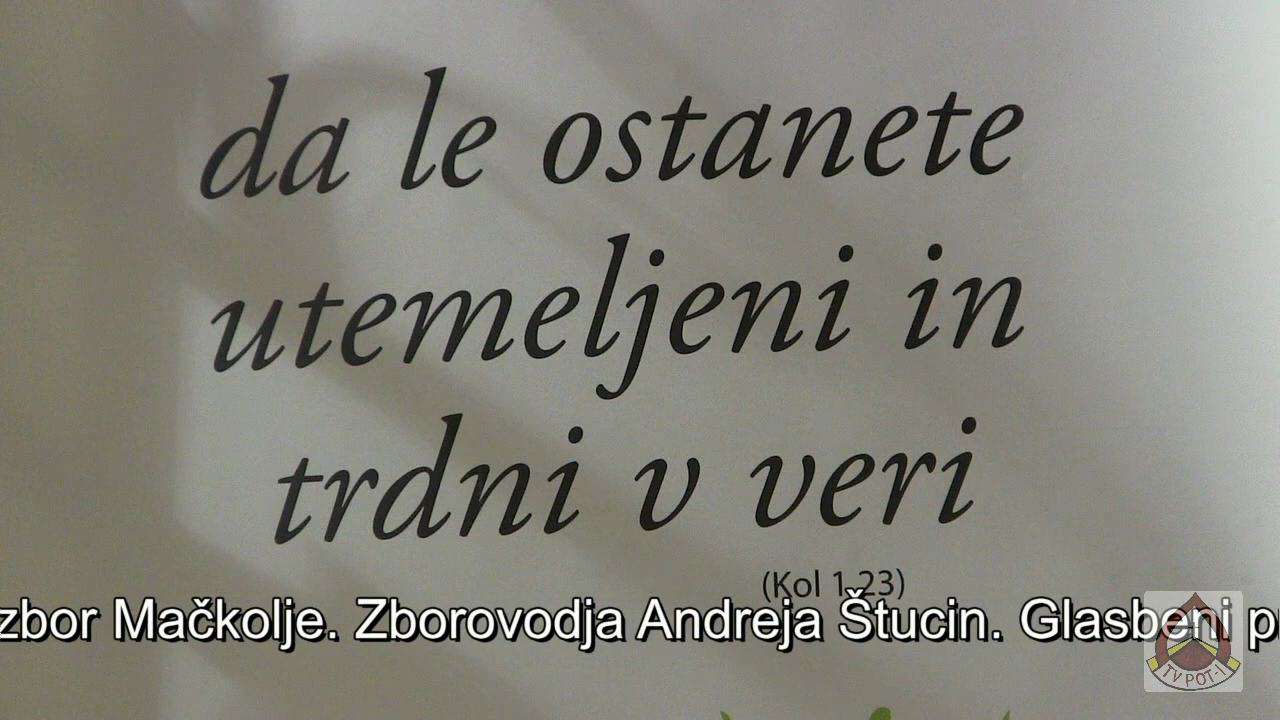 da le ostanete
utemeljeni in
trdni v veri
(Kol 1,23)
zbor Mačkolje. Zborovodja Andreja Štucin. Glasbeni p
TV POT-1